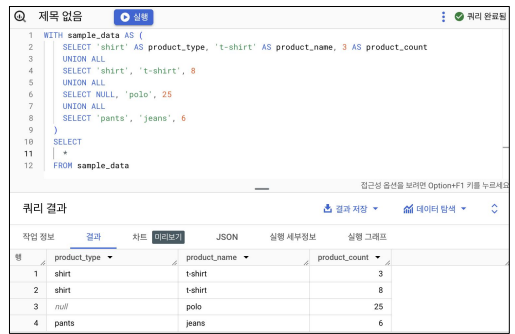 제목 없음 실행 쿼리 완료됨
1 WITH sample_data AS (
2 SELECT 'shirt' AS product_type, 't-shirt' AS product_name, 3 AS product_count
3 UNION ALL
4 SELECT 'shirt', 't-shirt', 8
5 UNION ALL
6 SELECT NULL, 'polo', 25
7 UNION ALL
8 SELECT 'pants', 'jeans', 6
9 )
10 SELECT
11 *
12 FROM sample_data
접근성 옵션을 보려면 Option+F1 키를 누르세요
쿼리 결과 결과 저장 데이터 탐색
작업 정보 결과 차트 미리보기 JSON 실행 세부정보 실행 그래프
행 product_type product_name product_count
1 shirt t-shirt 3
2 shirt t-shirt 8
3 null polo 25
4 pants jeans 6